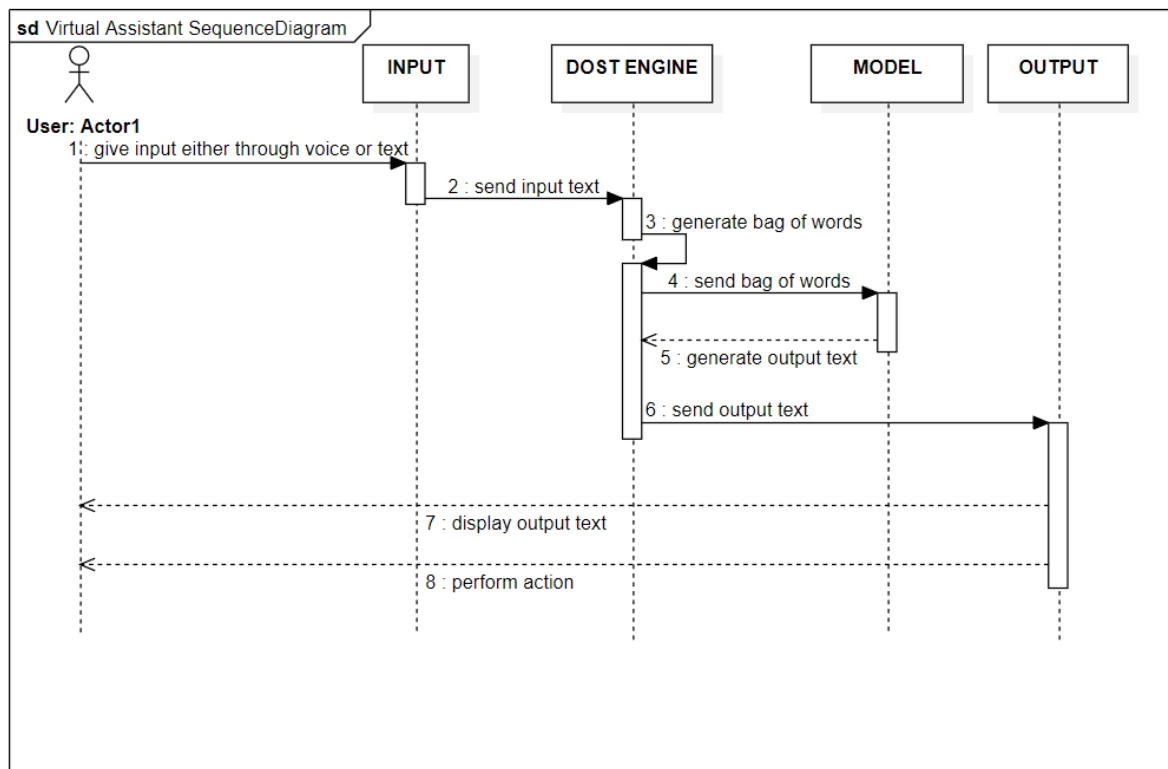 sd Virtual Assistant SequenceDiagram
INPUT
DOST ENGINE
MODEL
OUTPUT
User: Actor1
1 : give input either through voice or text
2 : send input text
3 : generate bag of words
4 : send bag of words
5 : generate output text
6 : send output text
7 : display output text
8 : perform action